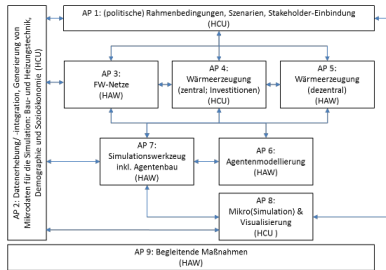 AP 1: (politische) Rahmenbedingungen, Szenarien, Stakeholder-Einbindung
(HCU)
AP 2: Datenerhebung/ -integration, Generierung von
Mikrodaten für die Simulation: Bau- und Heizungstechnik,
Demographie und Sozioökonomie (HCU)
AP 3:
FW-Netze
(HAW)
AP 4:
Wärmeerzeugung
(zentral; Investitionen)
(HCU)
AP 5:
Wärmeerzeugung
(dezentral)
(HAW)
AP 7:
Simulationswerkzeug
inkl. Agentenbau
(HAW)
AP 6:
Agentenmodellierung
(HAW)
AP 8:
Mikro(Simulation) &
Visualisierung
(HCU )
AP 9: Begleitende Maßnahmen
(HAW)